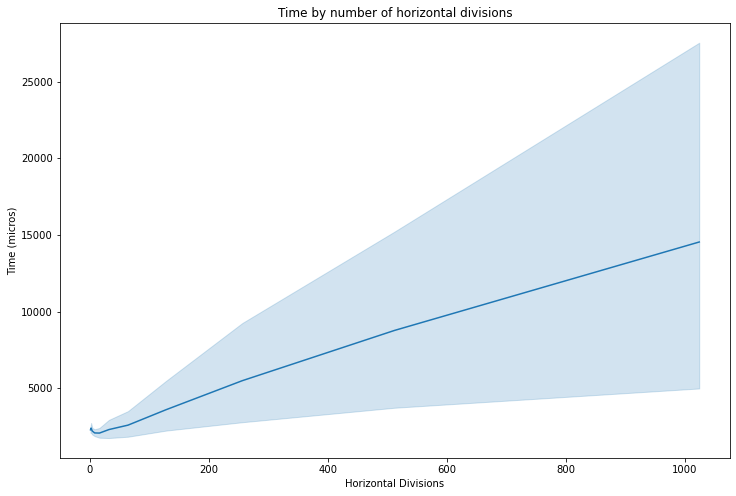 Time by number of horizontal divisions
Time (micros)
25000
20000
15000
10000
5000
0 200 400 600 800 1000
Horizontal Divisions